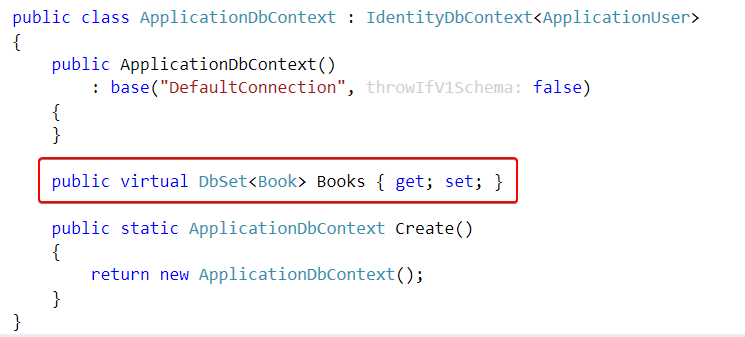 public class ApplicationDbContext : IdentityDbContext<ApplicationUser>
{
    public ApplicationDbContext()
        : base("DefaultConnection", throwIfV1Schema: false)
    {
    }
    public virtual DbSet<Book> Books { get; set; }
    public static ApplicationDbContext Create()
    {
        return new ApplicationDbContext();
    }
}